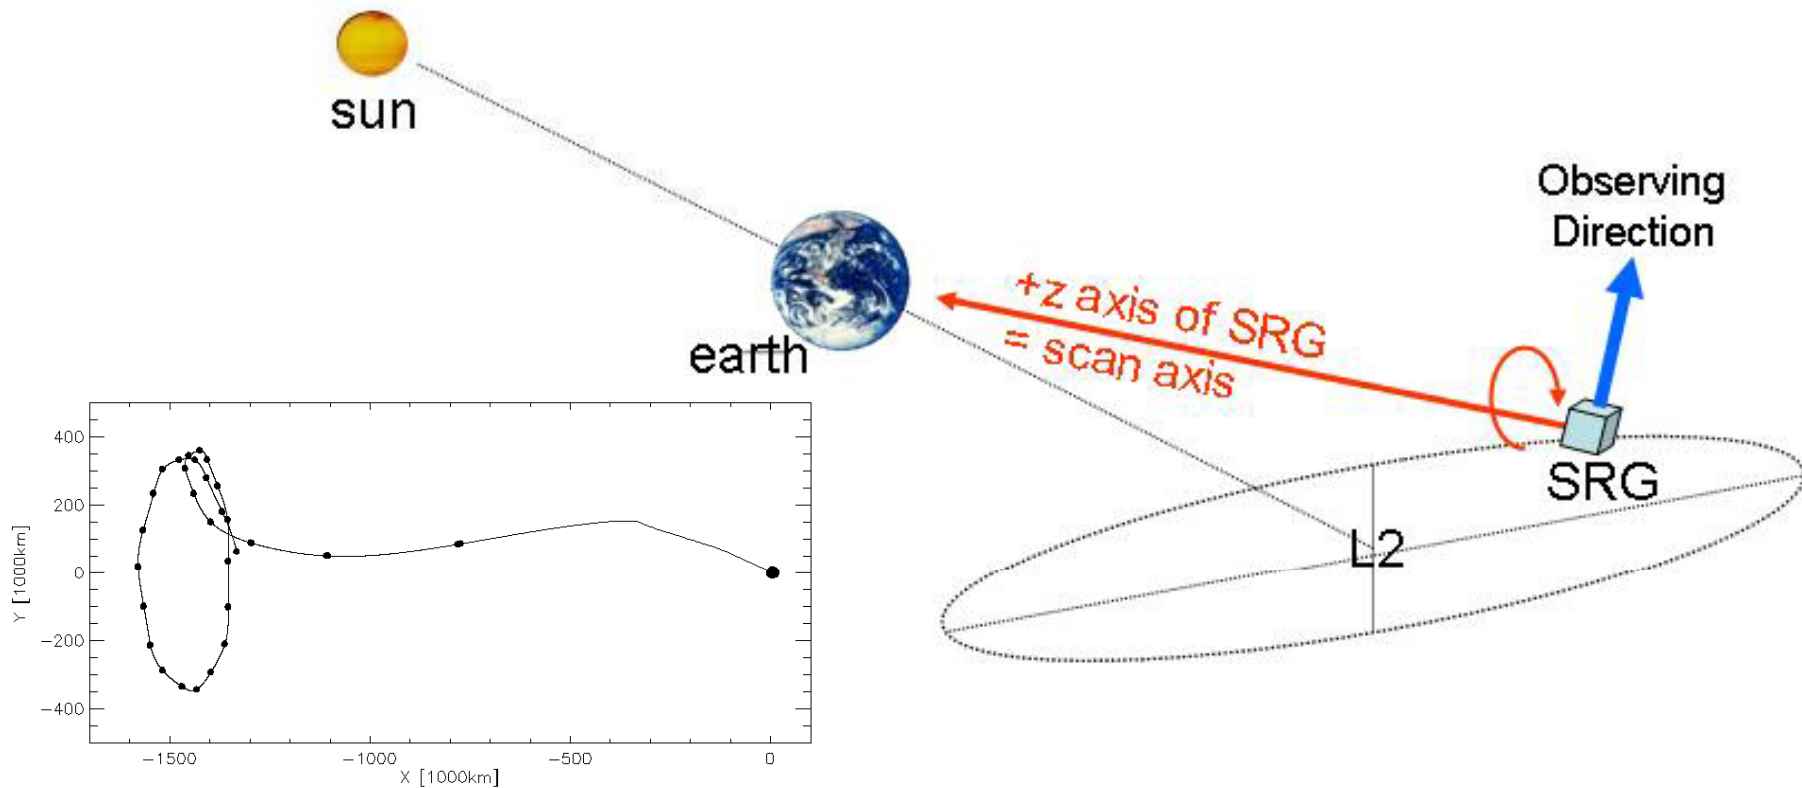 sun
Observing
Direction
+z axis of SRG
= scan axis
earth
SRG
L2
400
200
0
−200
−400
Y [1000km]
−1500
−1000
−500
0
X [1000km]